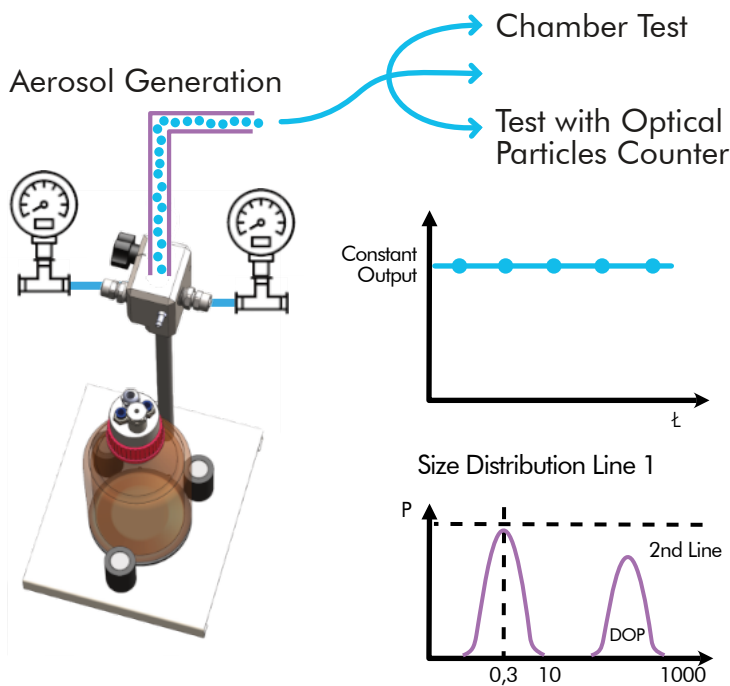 Chamber Test
Aerosol Generation
Test with Optical
Particles Counter
Constant
Output
Ł
Size Distribution Line 1
P
2nd Line
DOP
0,3 10 1000